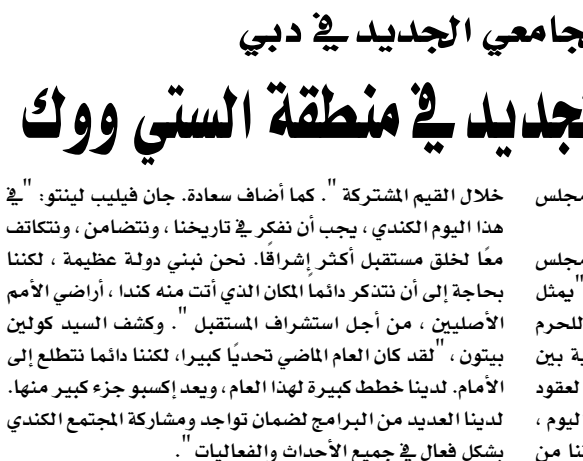 جامعي الجديد في دبي
جديد في منطقة الستي ووك
مجلس
مجلس
"يمثل
للحرم
ية بين
لعقود
ليوم ،
نا من
خلال القيم المشتركة ". كما أضاف سعادة. جان فيليب لينتو: "في
هذا اليوم الكندي ، يجب أن نفكر في تاريخنا ، ونتضامن ، ونتكاتف
معًا لخلق مستقبل أكثر إشراقًا. نحن نبني دولة عظيمة ، لكننا
بحاجة إلى أن نتذكر دائماً المكان الذي أتت منه كندا ، أراضي الأمم
الأصليين ، من أجل استشراف المستقبل ". وكشف السيد كولين
بيتون ، "لقد كان العام الماضي تحديًا كبيرا، لكننا دائما نتطلع إلى
الأمام. لدينا خطط كبيرة لهذا العام ، ويعد إكسبو جزء كبير منها.
لدينا العديد من البرامج لضمان تواجد ومشاركة المجتمع الكندي
بشكل فعال في جميع الأحداث والفعاليات ".